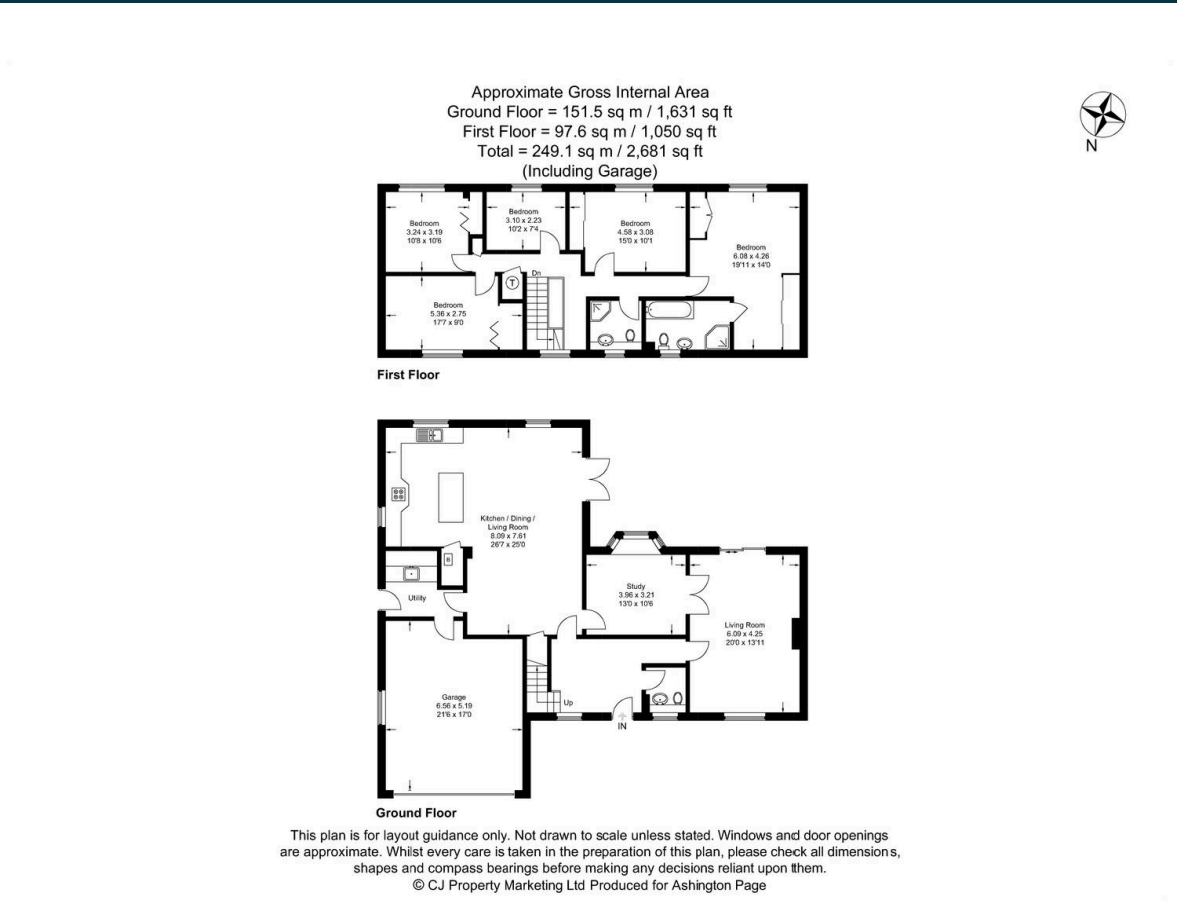 Approximate Gross Internal Area
Ground Floor = 151.5 sq m / 1,631 sq ft
First Floor = 97.6 sq m / 1,050 sq ft
Total = 249.1 sq m / 2,681 sq ft
(Including Garage)
N
Bedroom
3.24 x 3.19
10'8 x 10'6
Bedroom
3.10 x 2.23
10'2 x 7'4
Bedroom
4.58 x 3.08
15'0 x 10'1
Bedroom
6.08 x 4.26
19'11 x 14'0
Dn
T
Bedroom
5.36 x 2.75
17'7 x 9'0
First Floor
Kitchen / Dining /
Living Room
8.09 x 7.61
26'7 x 25'0
B
Utility
Study
3.96 x 3.21
13'0 x 10'6
Living Room
6.09 x 4.25
20'0 x 13'11
Garage
6.56 x 5.19
21'6 x 17'0
Up
IN
Ground Floor
This plan is for layout guidance only. Not drawn to scale unless stated. Windows and door openings
are approximate. Whilst every care is taken in the preparation of this plan, please check all dimensions,
shapes and compass bearings before making any decisions reliant upon them.
© CJ Property Marketing Ltd Produced for Ashington Page